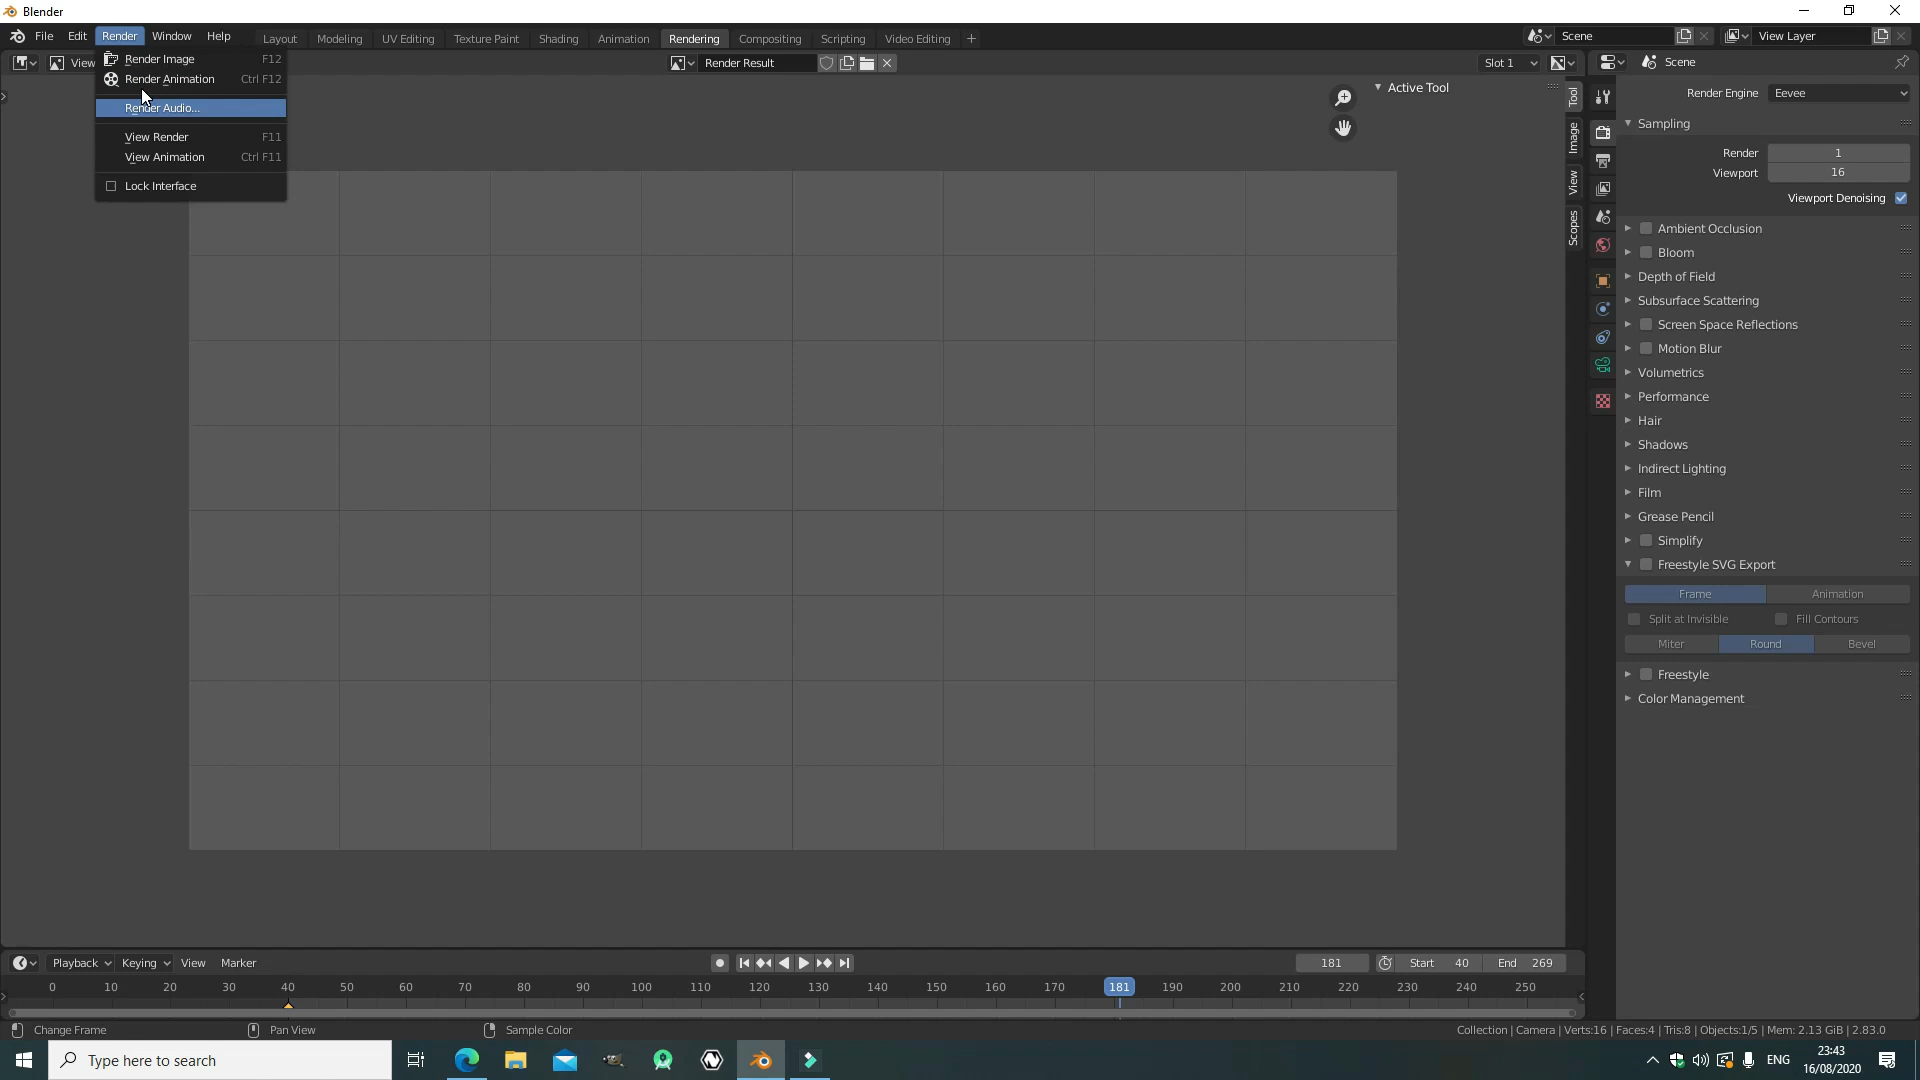 Blender
File Edit Render Window Help Layout Modeling UV Editing Texture Paint Shading Animation Rendering Compositing Scripting Video Editing + Scene View Layer
View Render Result Slot 1 Scene
Render Image F12
Render Animation Ctrl F12
Render Audio...
View Render F11
View Animation Ctrl F11
Lock Interface
Active Tool
Tool
Image
View
Scopes
Render Engine Eevee
Sampling
Render 1
Viewport 16
Viewport Denoising
Ambient Occlusion
Bloom
Depth of Field
Subsurface Scattering
Screen Space Reflections
Motion Blur
Volumetrics
Performance
Hair
Shadows
Indirect Lighting
Film
Grease Pencil
Simplify
Freestyle SVG Export
Frame Animation
Split at Invisible Fill Contours
Miter Round Bevel
Freestyle
Color Management
Playback Keying View Marker 181 Start 40 End 269
0 10 20 30 40 50 60 70 80 90 100 110 120 130 140 150 160 170 181 190 200 210 220 230 240 250
Change Frame Pan View Sample Color Collection | Camera | Verts:16 | Faces:4 | Tris:8 | Objects:1/5 | Mem: 2.13 GiB | 2.83.0
Type here to search ENG 23:43
16/08/2020